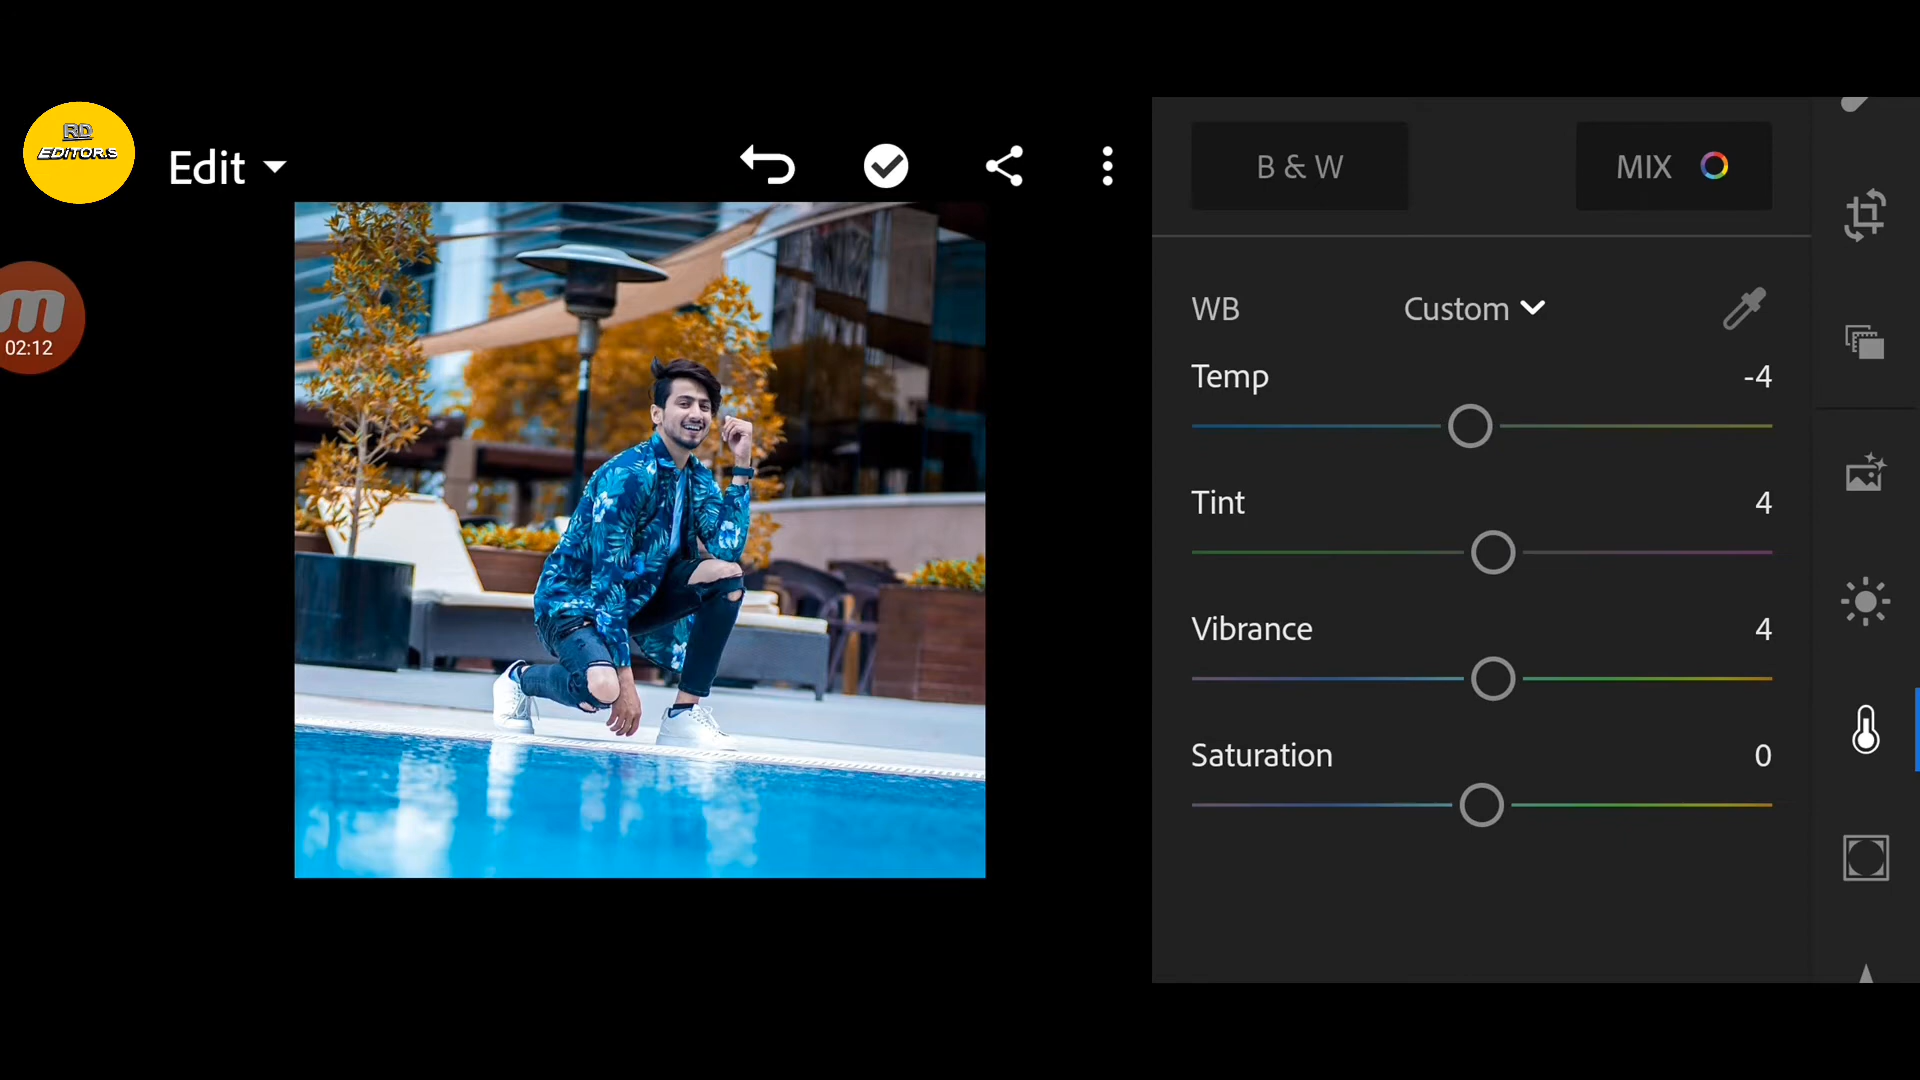 RD
EDITORS
Edit
02:12
B & W
MIX
WB
Custom
Temp
-4
Tint
4
Vibrance
4
Saturation
0